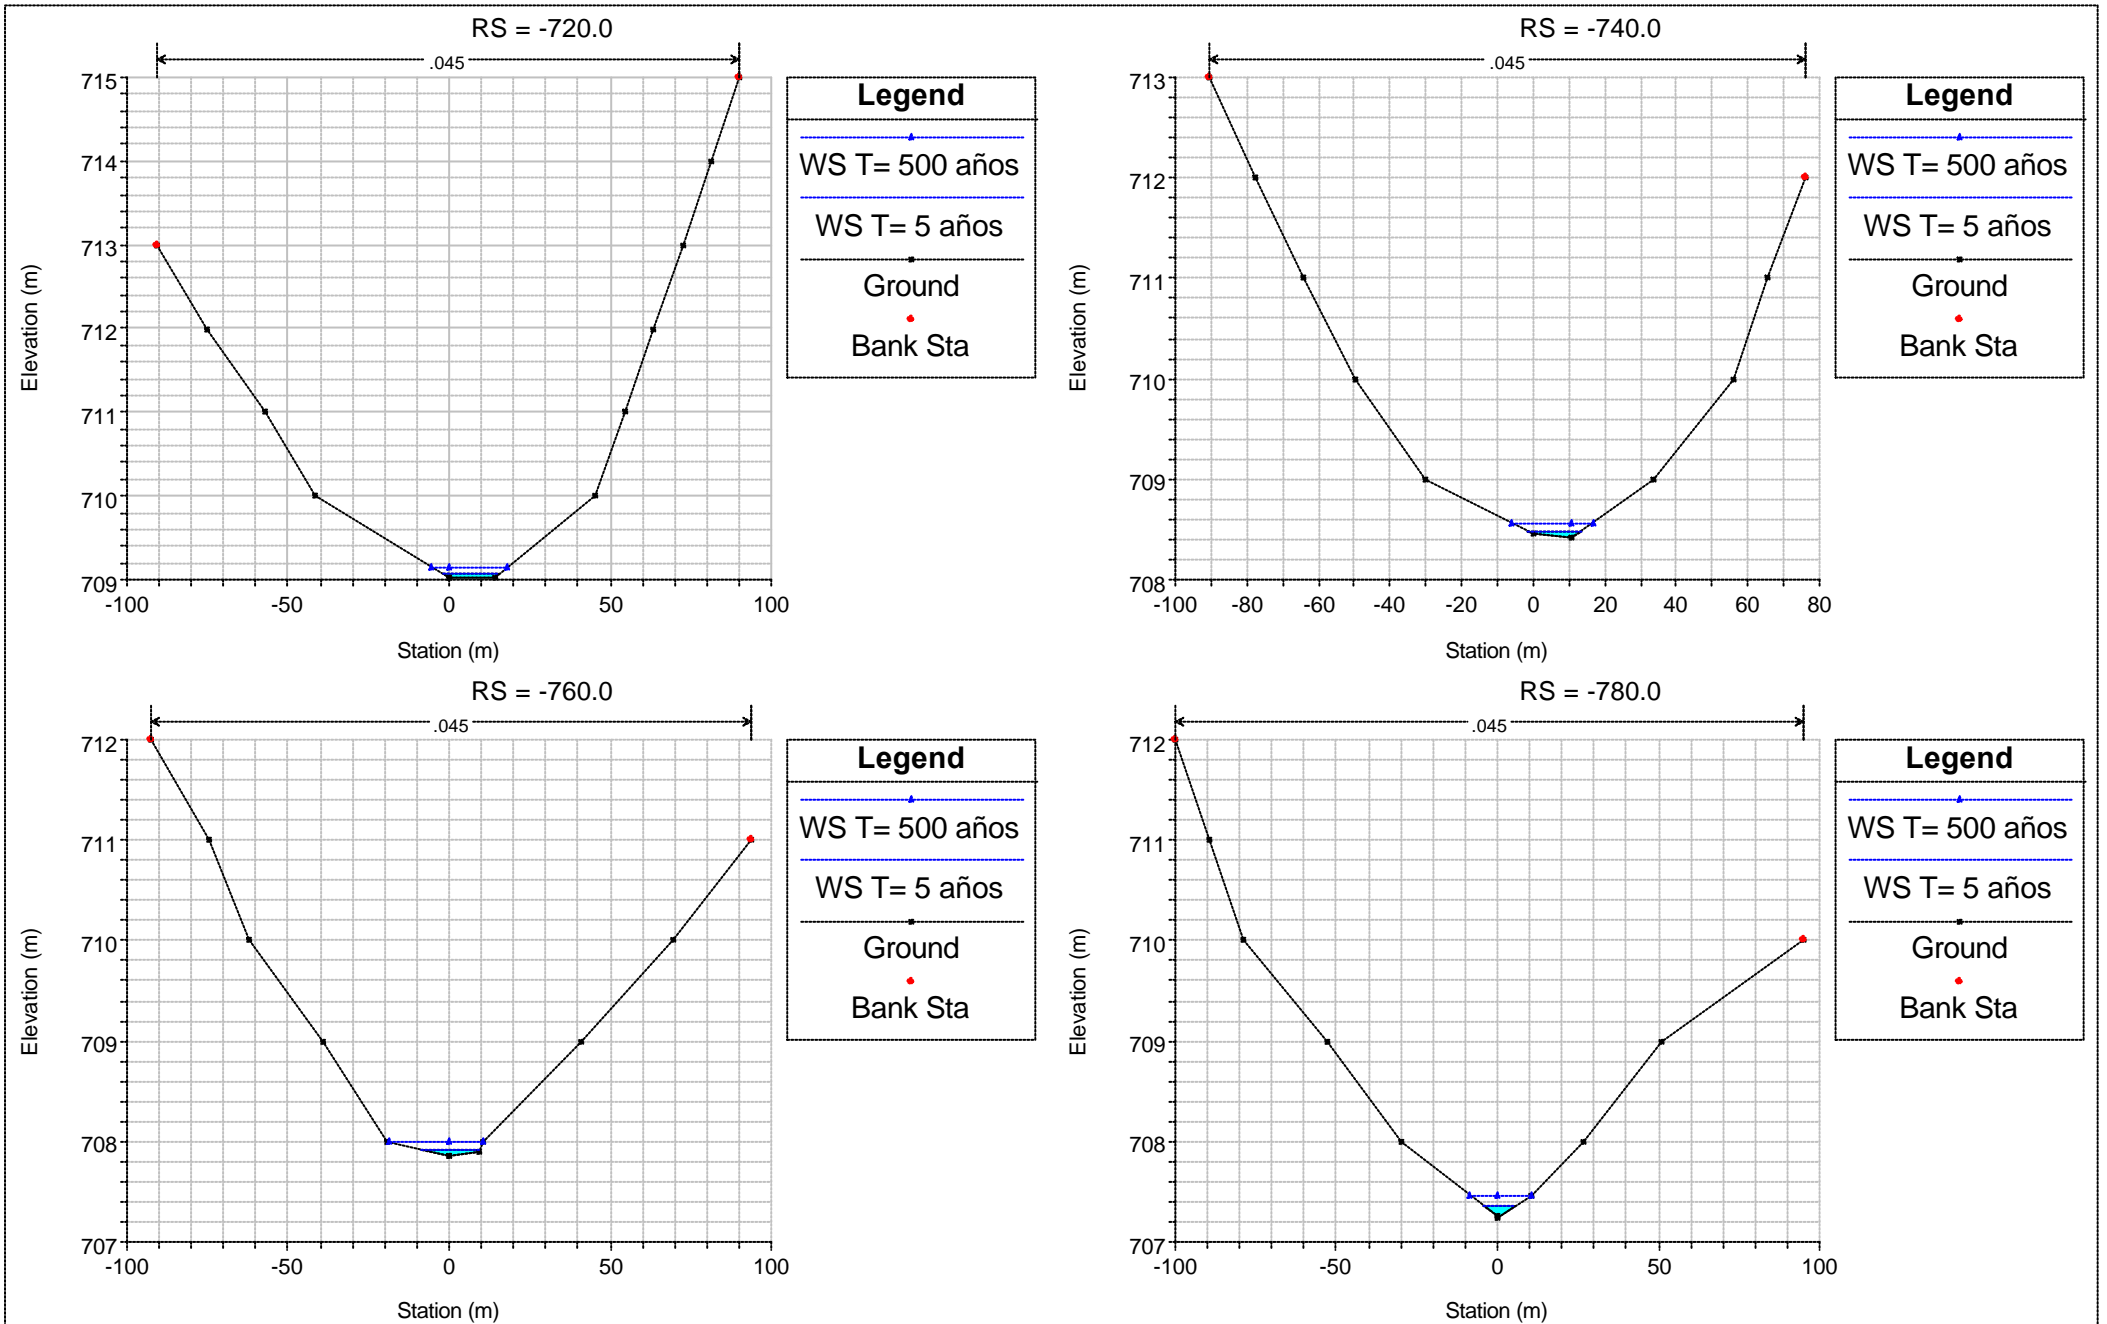 RS = -720.0
.045
715
714
713
712
711
710
709
-100
-50
0
50
100
Elevation (m)
Station (m)
Legend
WS T= 500 años
WS T= 5 años
Ground
Bank Sta
RS = -740.0
.045
713
712
711
710
709
708
-100
-80
-60
-40
-20
0
20
40
60
80
Elevation (m)
Station (m)
Legend
WS T= 500 años
WS T= 5 años
Ground
Bank Sta
RS = -760.0
.045
712
711
710
709
708
707
-100
-50
0
50
100
Elevation (m)
Station (m)
Legend
WS T= 500 años
WS T= 5 años
Ground
Bank Sta
RS = -780.0
.045
712
711
710
709
708
707
-100
-50
0
50
100
Elevation (m)
Station (m)
Legend
WS T= 500 años
WS T= 5 años
Ground
Bank Sta